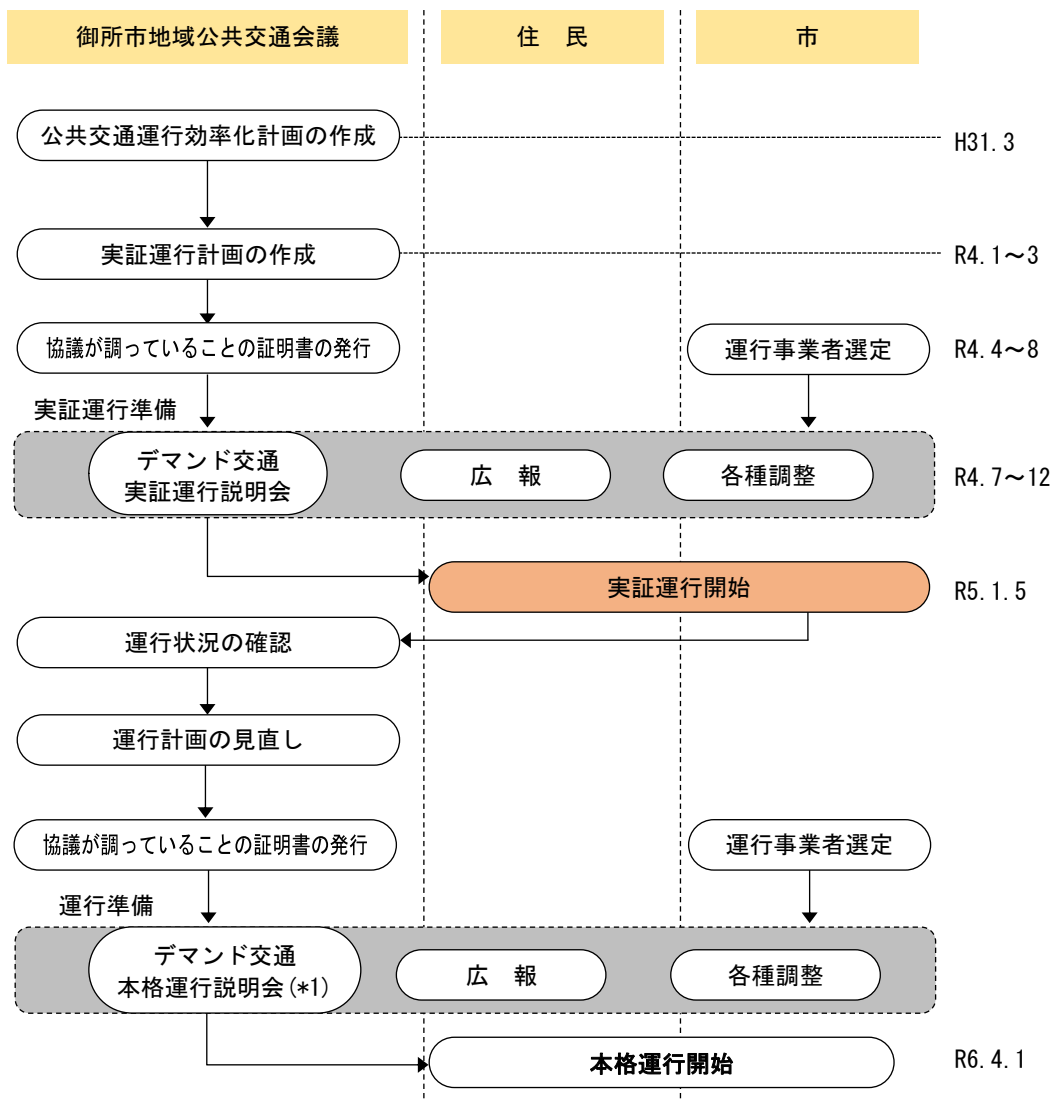 御所市地域公共交通会議
住　民
市
公共交通運行効率化計画の作成
H31.3
実証運行計画の作成
R4.1～3
協議が調っていることの証明書の発行
運行事業者選定
R4.4～8
実証運行準備
デマンド交通
実証運行説明会
広　報
各種調整
R4.7～12
実証運行開始
R5.1.5
運行状況の確認
運行計画の見直し
協議が調っていることの証明書の発行
運行事業者選定
運行準備
デマンド交通
本格運行説明会(*1)
広　報
各種調整
本格運行開始
R6.4.1